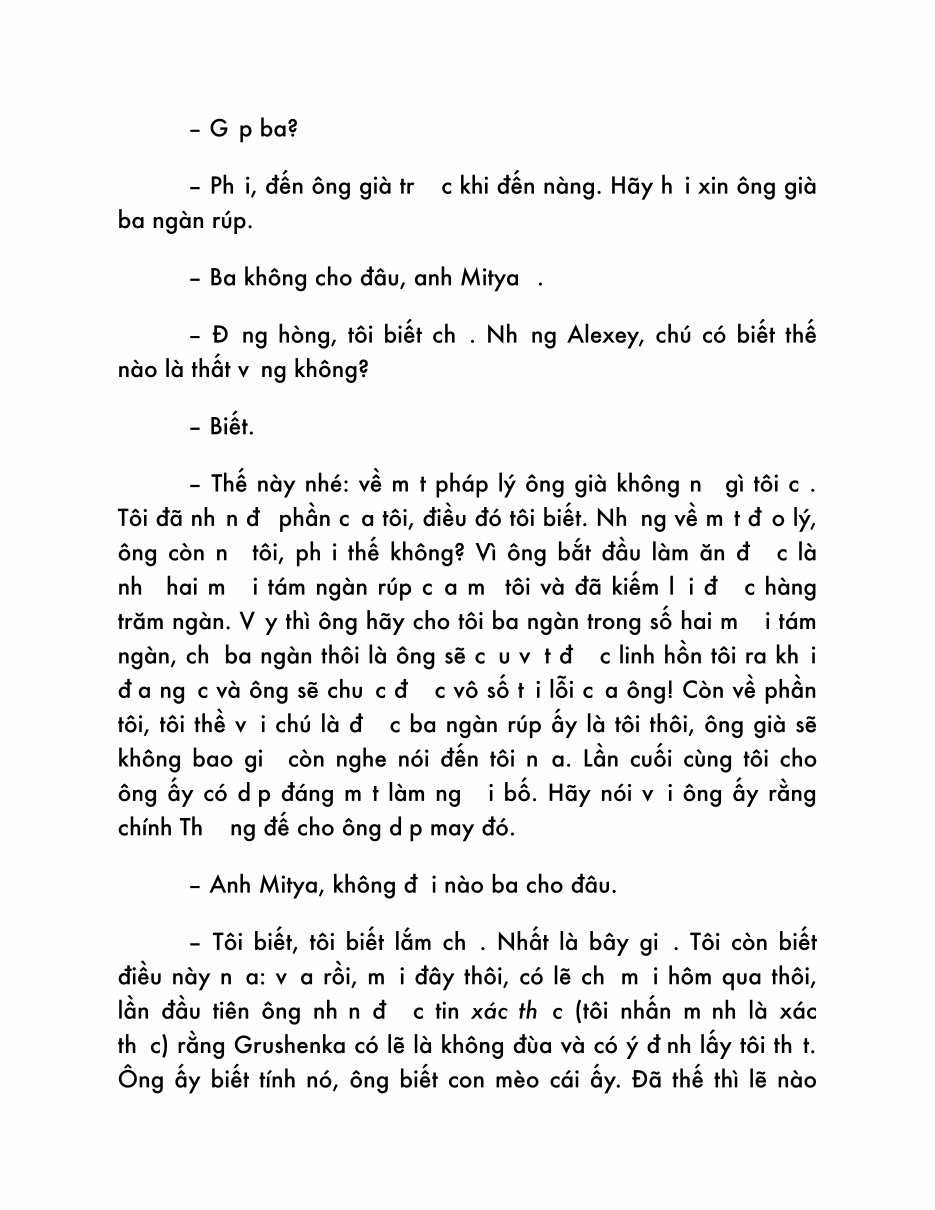 – G p ba?
– Ph i, đến ông già tr c khi đến nàng. Hãy h i xin ông già
ba ngàn rúp.
– Ba không cho đâu, anh Mitya .
– Đ ng hòng, tôi biết ch . Nh ng Alexey, chú có biết thế
nào là thất v ng không?
– Biết.
– Thế này nhé: về m t pháp lý ông già không n gì tôi c .
Tôi đã nh n đ phần c a tôi, điều đó tôi biết. Nh ng về m t đ o lý,
ông còn n tôi, ph i thế không? Vì ông bắt đầu làm ăn đ c là
nh hai m i tám ngàn rúp c a m tôi và đã kiếm l i đ c hàng
trăm ngàn. V y thì ông hãy cho tôi ba ngàn trong số hai m i tám
ngàn, ch ba ngàn thôi là ông sẽ c u v t đ c linh hồn tôi ra kh i
đ a ng c và ông sẽ chu c đ c vô số t i lỗi c a ông! Còn về phần
tôi, tôi thề v i chú là đ c ba ngàn rúp ấy là tôi thôi, ông già sẽ
không bao gi còn nghe nói đến tôi n a. Lần cuối cùng tôi cho
ông ấy có d p đáng m t làm ng i bố. Hãy nói v i ông ấy rằng
chính Th ng đế cho ông d p may đó.
– Anh Mitya, không đ i nào ba cho đâu.
– Tôi biết, tôi biết lắm ch . Nhất là bây gi . Tôi còn biết
điều này n a: v a rồi, m i đây thôi, có lẽ ch m i hôm qua thôi,
lần đầu tiên ông nh n đ c tin xác th c (tôi nhấn m nh là xác
th c) rằng Grushenka có lẽ là không đùa và có ý đ nh lấy tôi th t.
Ông ấy biết tính nó, ông biết con mèo cái ấy. Đã thế thì lẽ nào